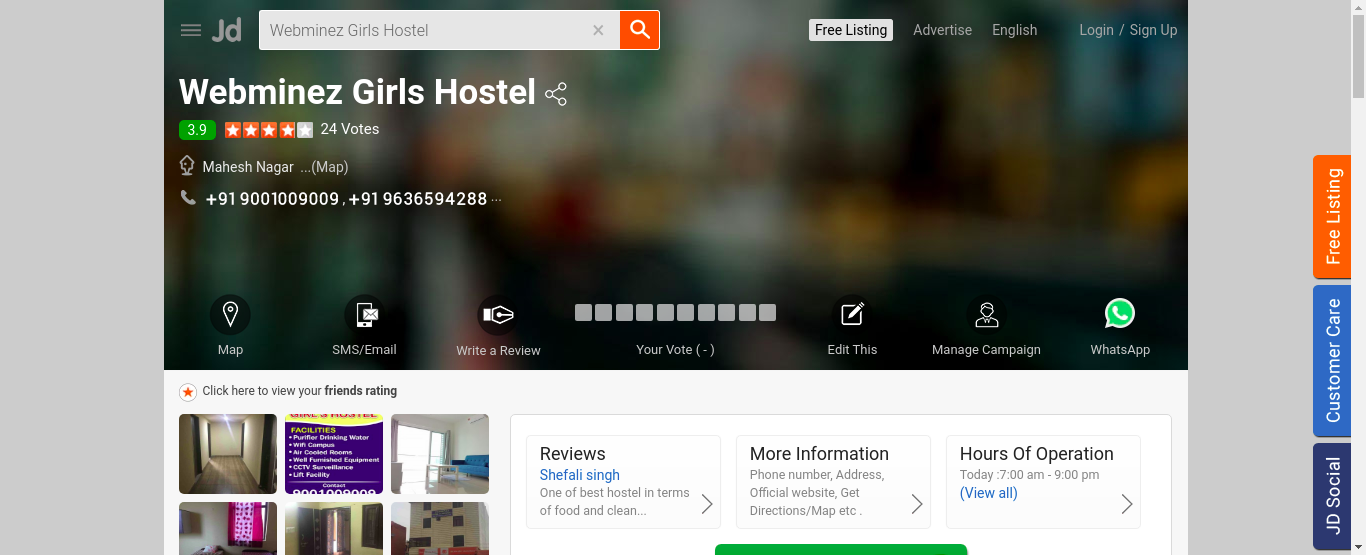 Jd Webminez Girls Hostel × Free Listing Advertise English Login / Sign Up
Webminez Girls Hostel
3.9 24 Votes
Mahesh Nagar ...(Map)
+91 9001009009 , +91 9636594288 ...
Map SMS/Email Write a Review Your Vote ( - ) Edit This Manage Campaign WhatsApp
Click here to view your friends rating
GIRL'S HOSTEL
FACILITIES
• Purifier Drinking Water
• Wifi Campus
• Air Cooled Rooms
• Well Furnished Equipment
• CCTV Surveillance
• Lift Facility
Contact
9001009009
Reviews
Shefali singh
One of best hostel in terms
of food and clean...
More Information
Phone number, Address,
Official website, Get
Directions/Map etc .
Hours Of Operation
Today :7:00 am - 9:00 pm
(View all)
Free Listing
Customer Care
JD Social